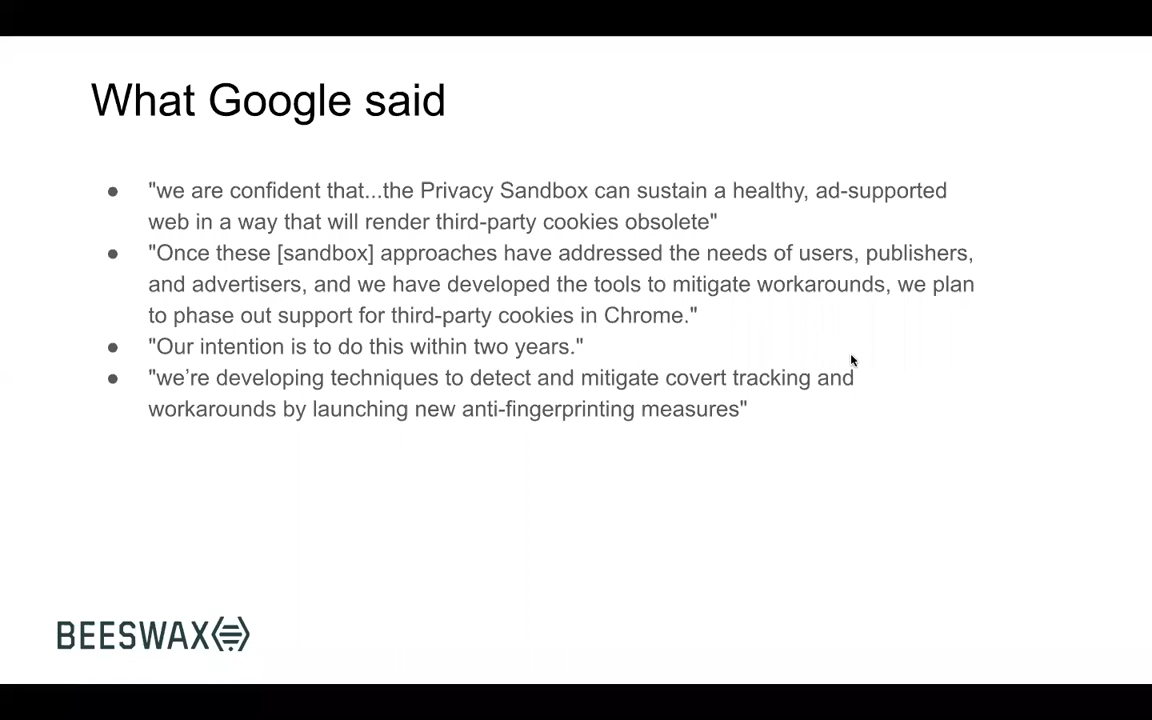 What Google said
● "we are confident that...the Privacy Sandbox can sustain a healthy, ad-supported
web in a way that will render third-party cookies obsolete"
● "Once these [sandbox] approaches have addressed the needs of users, publishers,
and advertisers, and we have developed the tools to mitigate workarounds, we plan
to phase out support for third-party cookies in Chrome."
● "Our intention is to do this within two years."
● "we’re developing techniques to detect and mitigate covert tracking and
workarounds by launching new anti-fingerprinting measures"
BEESWAX